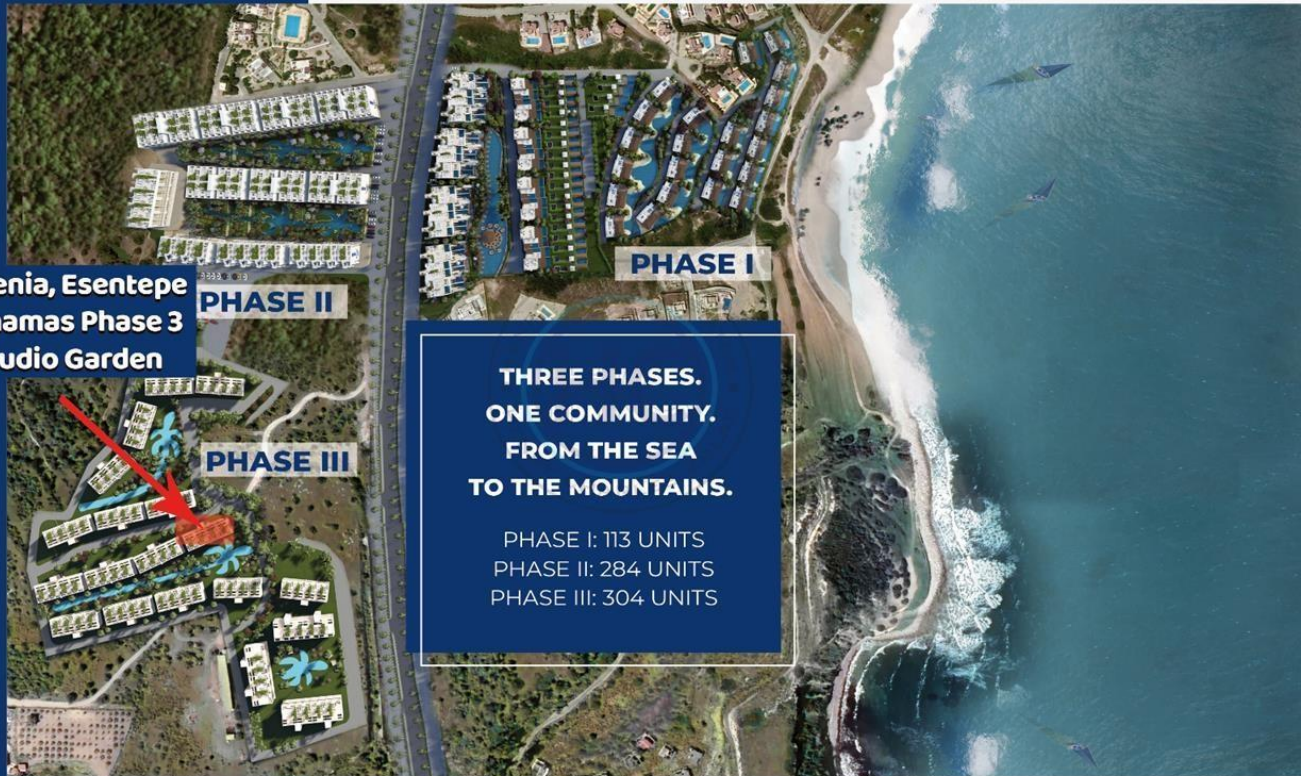 PHASE I
enia, Esentepe
PHASE II
amas Phase 3
udio Garden
PHASE III
THREE PHASES.
ONE COMMUNITY.
FROM THE SEA
TO THE MOUNTAINS.
PHASE I: 113 UNITS
PHASE II: 284 UNITS
PHASE III: 304 UNITS